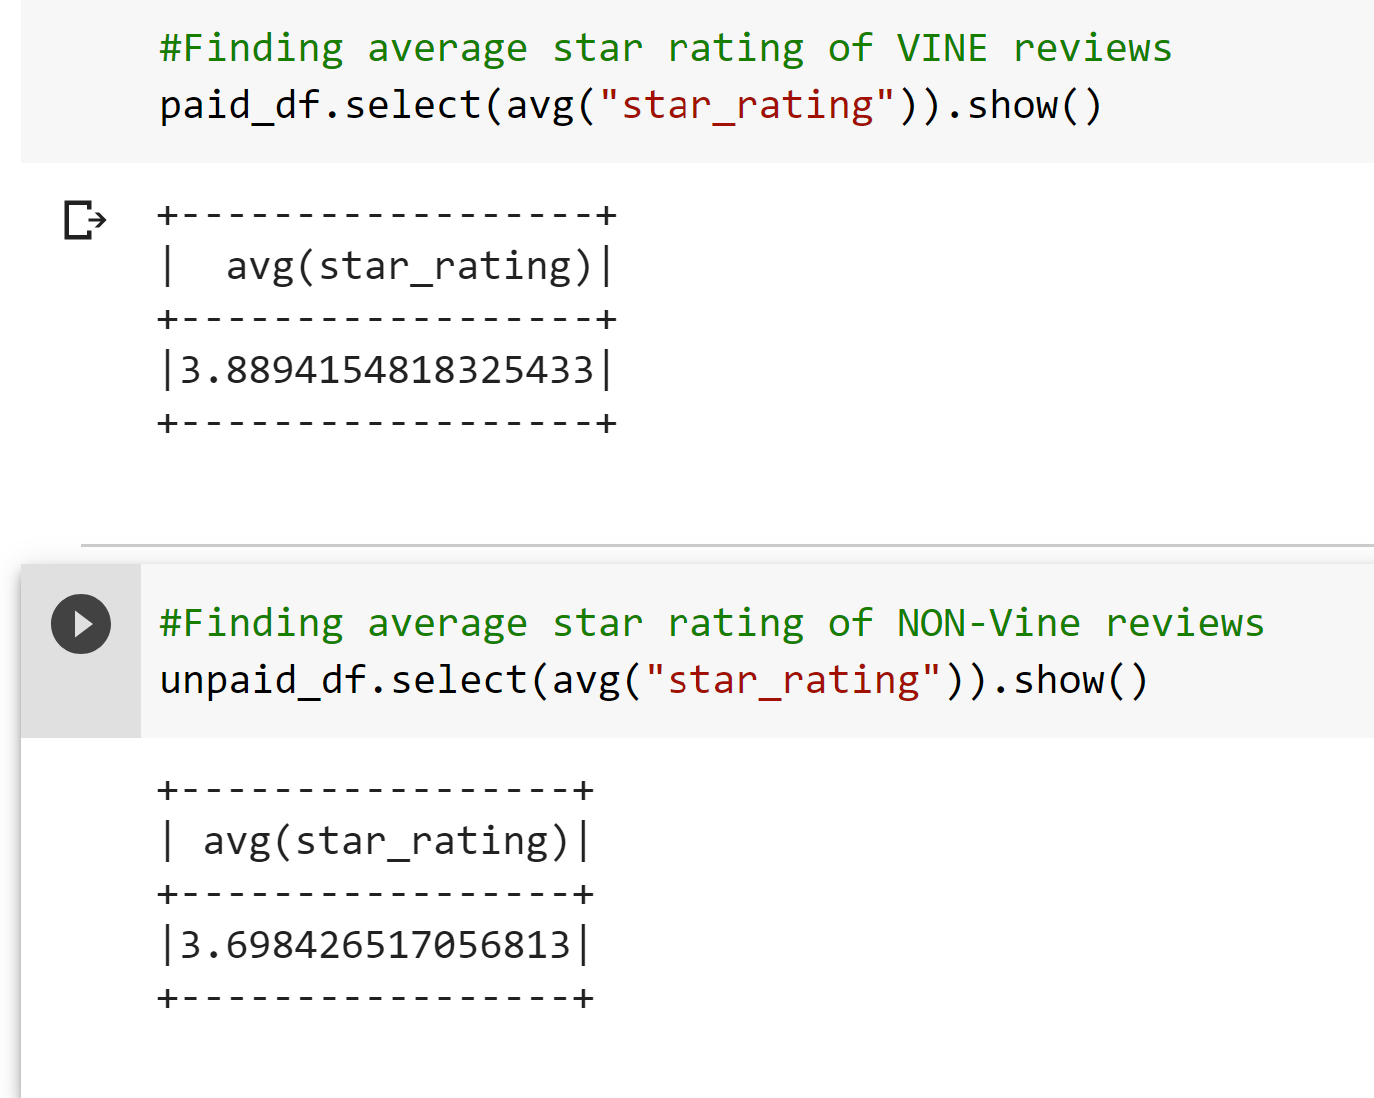 #Finding average star rating of VINE reviews
paid_df.select(avg("star_rating")).show()
+------------------+
|  avg(star_rating)|
+------------------+
|3.8894154818325433|
+------------------+
#Finding average star rating of NON-Vine reviews
unpaid_df.select(avg("star_rating")).show()
+-----------------+
| avg(star_rating)|
+-----------------+
|3.698426517056813|
+-----------------+